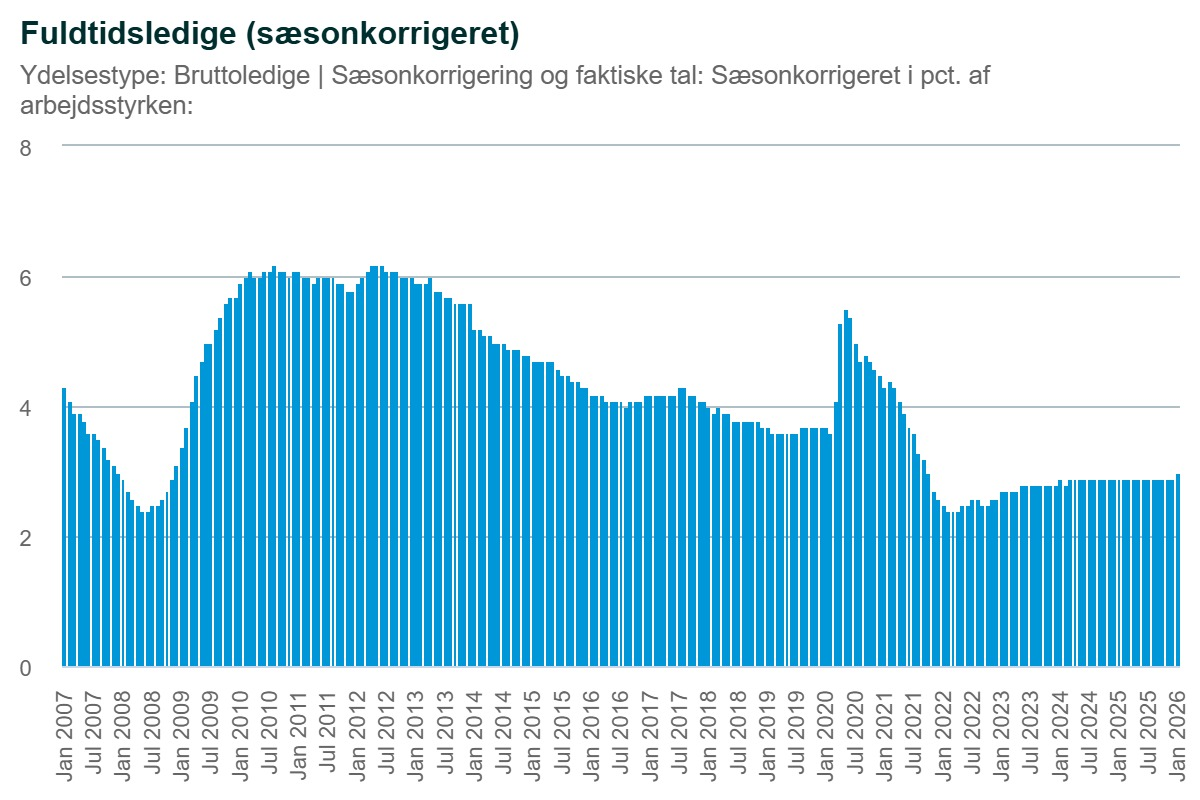 Fuldtidsledige (sæsonkorrigeret)
Ydelsestype: Bruttoledige | Sæsonkorrigering og faktiske tal: Sæsonkorrigeret i pct. af
arbejdsstyrken:
8
6
4
2
0
Jan 2007
Jul 2007
Jan 2008
Jul 2008
Jan 2009
Jul 2009
Jan 2010
Jul 2010
Jan 2011
Jul 2011
Jan 2012
Jul 2012
Jan 2013
Jul 2013
Jan 2014
Jul 2014
Jan 2015
Jul 2015
Jan 2016
Jul 2016
Jan 2017
Jul 2017
Jan 2018
Jul 2018
Jan 2019
Jul 2019
Jan 2020
Jul 2020
Jan 2021
Jul 2021
Jan 2022
Jul 2022
Jan 2023
Jul 2023
Jan 2024
Jul 2024
Jan 2025
Jul 2025
Jan 2026